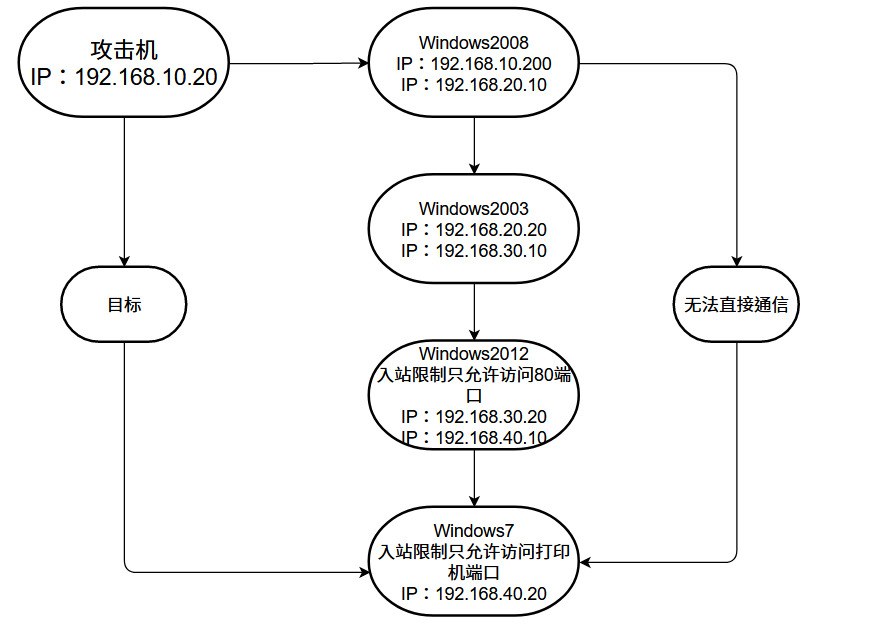 攻击机
IP：192.168.10.20
Windows2008
IP：192.168.10.200
IP：192.168.20.10
Windows2003
IP：192.168.20.20
IP：192.168.30.10
目标
无法直接通信
Windows2012
入站限制只允许访问80端
口
IP：192.168.30.20
IP：192.168.40.10
Windows7
入站限制只允许访问打印
机端口
IP：192.168.40.20